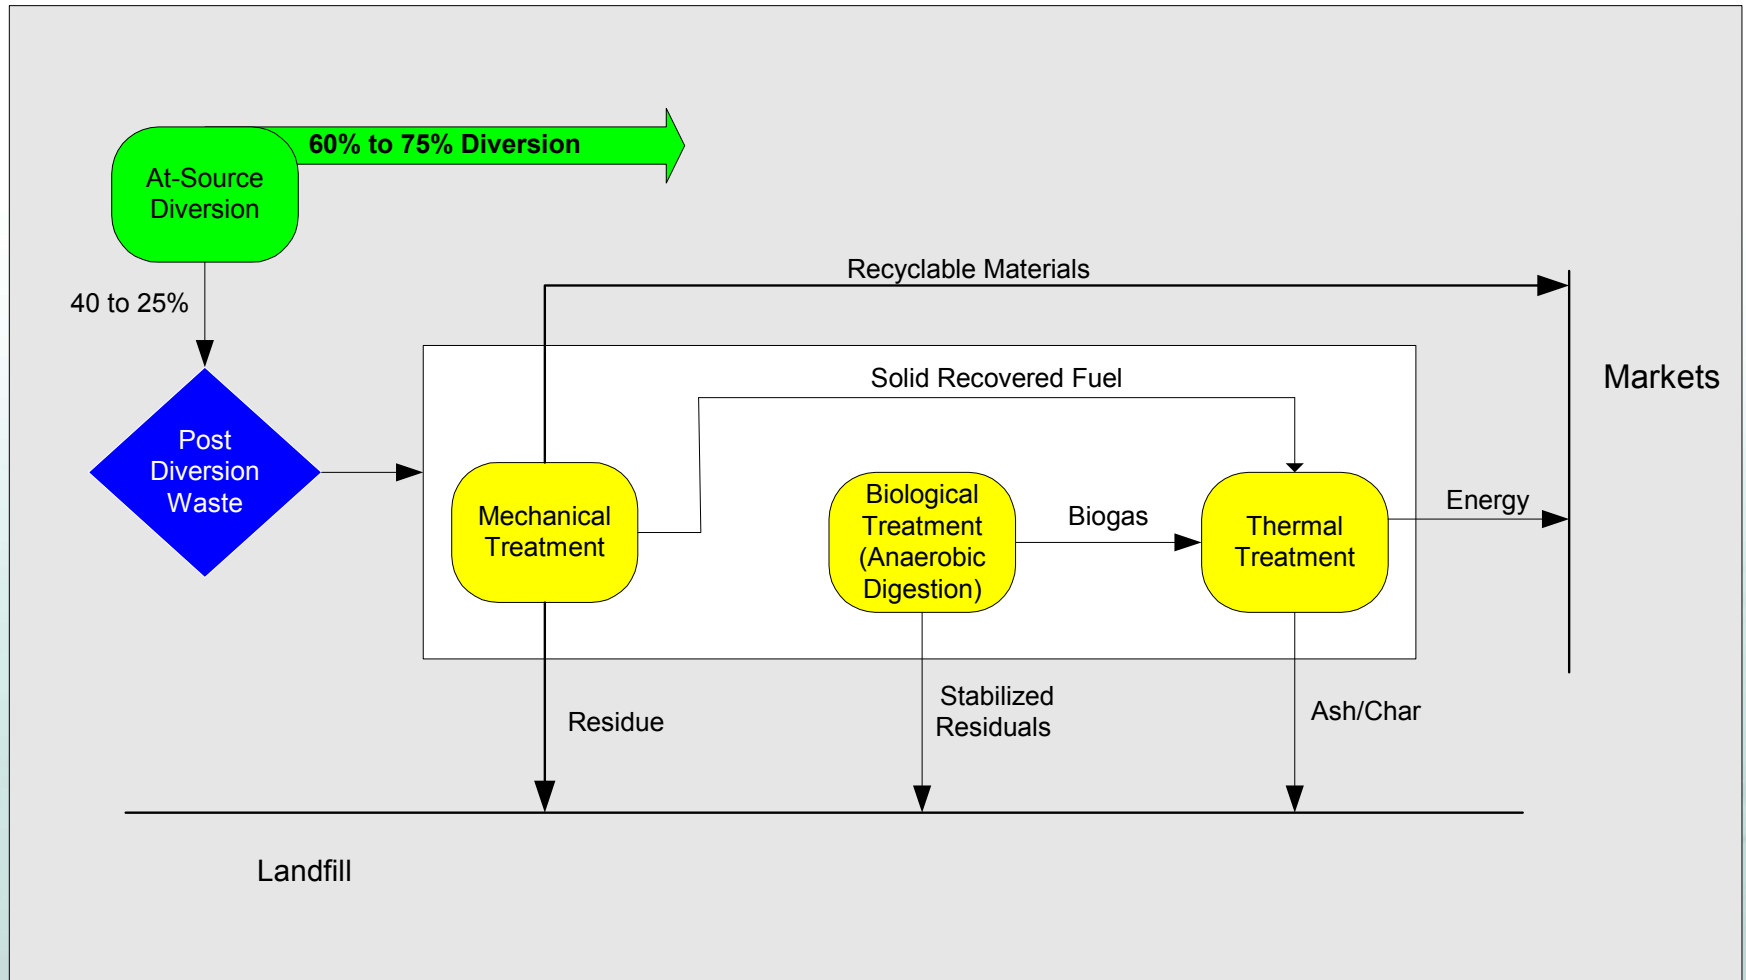 60% to 75% Diversion
At-Source
Diversion
Recyclable Materials
40 to 25%
Markets
Solid Recovered Fuel
Post
Diversion
Waste
Mechanical
Treatment
Biological
Treatment
(Anaerobic
Digestion)
Biogas
Thermal
Treatment
Energy
Residue
Stabilized
Residuals
Ash/Char
Landfill